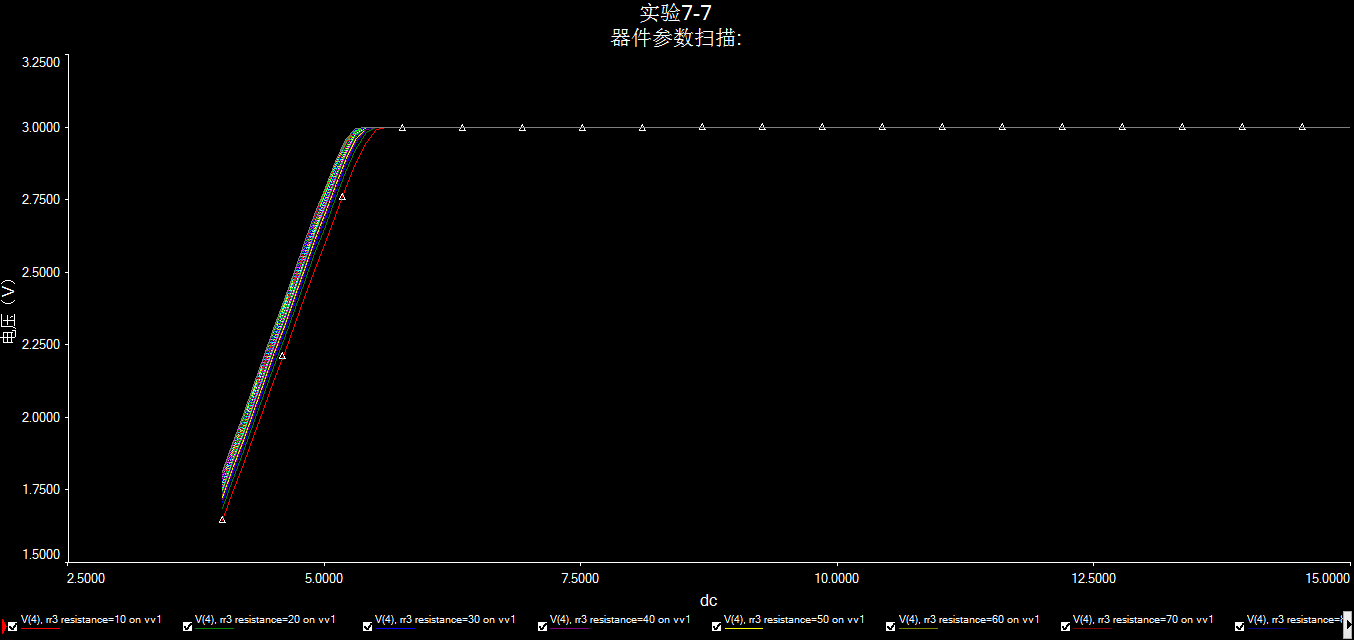 实验7-7
器件参数扫描:
3.2500
3.0000
2.7500
2.5000
2.2500
2.0000
1.7500
1.5000
电压（V）
2.5000 5.0000 7.5000 10.0000 12.5000 15.0000
dc
V(4), rr3 resistance=10 on vv1 V(4), rr3 resistance=20 on vv1 V(4), rr3 resistance=30 on vv1 V(4), rr3 resistance=40 on vv1 V(4), rr3 resistance=50 on vv1 V(4), rr3 resistance=60 on vv1 V(4), rr3 resistance=70 on vv1 V(4), rr3 resistance=